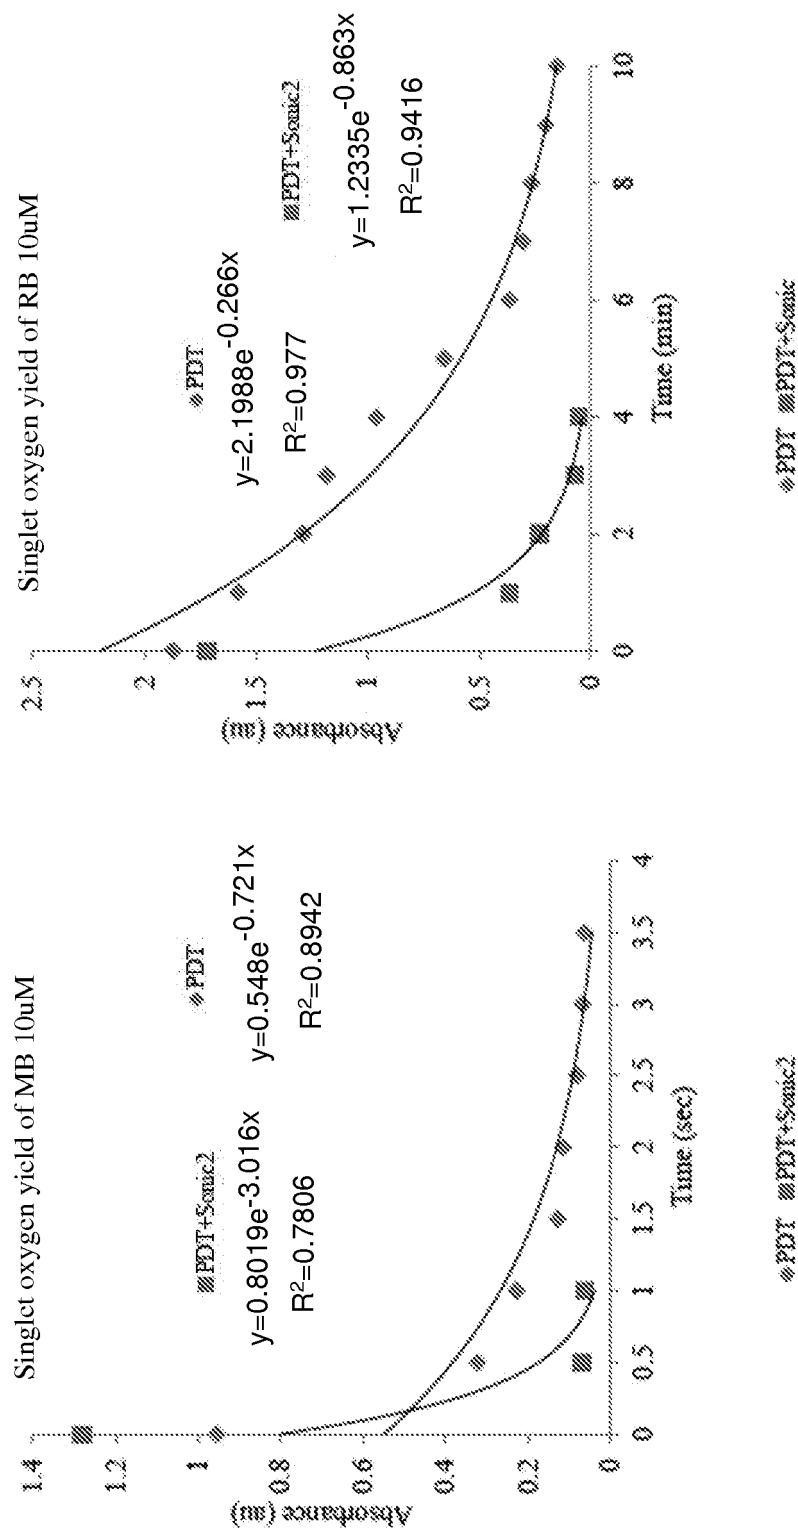 Singlet oxygen yield of MB 10uM
PDT+Sonic2
y=0.8019e-3.016x
R2=0.7806
PDT
y=0.548e-0.721x
R2=0.8942
1.4
1.2
1
0.8
0.6
0.4
0.2
0
Absorbance (au)
0 0.5 1 1.5 2 2.5 3 3.5 4
Time (sec)
PDT PDT+Sonic2
Singlet oxygen yield of RB 10uM
PDT
y=2.1988e-0.266x
R2=0.977
PDT+Sonic2
y=1.2335e-0.863x
R2=0.9416
2.5
2
1.5
1
0.5
0
Absorbance (au)
0 2 4 6 8 10
Time (min)
PDT PDT+Sonic